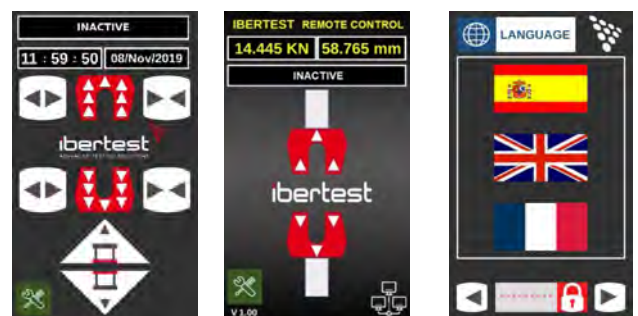 INACTIVE
11 : 59 : 50 08/Nov/2019
ibertest
ADVANCED TESTING SOLUTIONS
IBERTEST REMOTE CONTROL
14.445 KN 58.765 mm
INACTIVE
ibertest
V 1.00
LANGUAGE